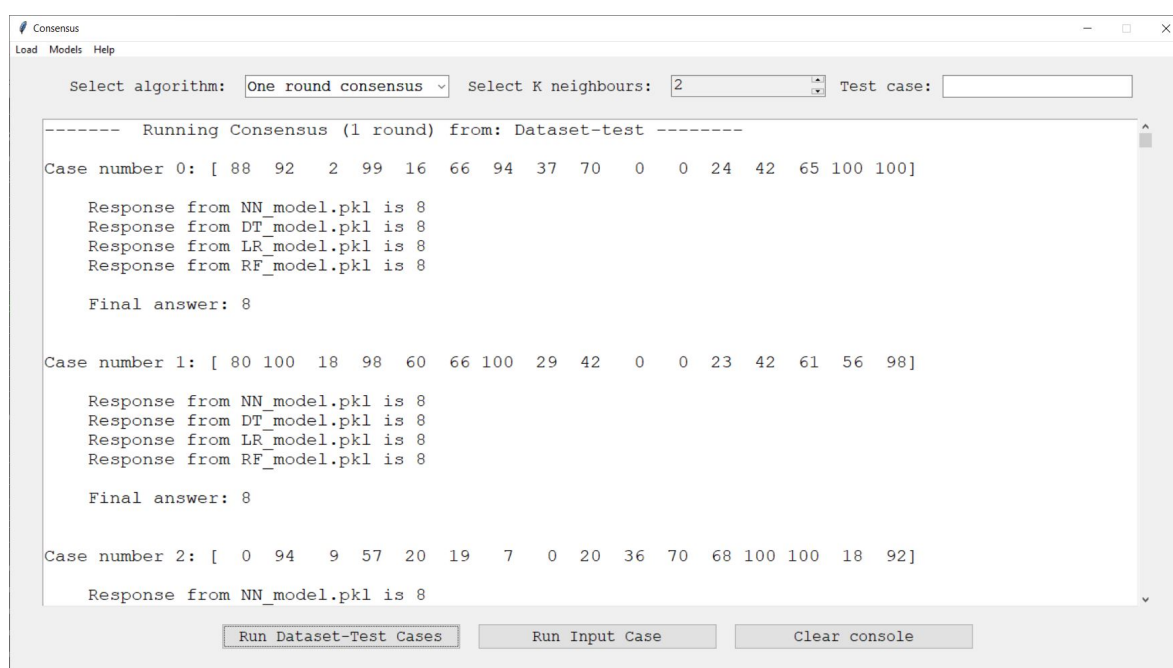 Consensus
Load Models Help
Select algorithm: One round consensus Select K neighbours: 2 Test case:
------- Running Consensus (1 round) from: Dataset-test --------
Case number 0: [ 88 92 2 99 16 66 94 37 70 0 0 24 42 65 100 100]
Response from NN_model.pkl is 8
Response from DT_model.pkl is 8
Response from LR_model.pkl is 8
Response from RF_model.pkl is 8
Final answer: 8
Case number 1: [ 80 100 18 98 60 66 100 29 42 0 0 23 42 61 56 98]
Response from NN_model.pkl is 8
Response from DT_model.pkl is 8
Response from LR_model.pkl is 8
Response from RF_model.pkl is 8
Final answer: 8
Case number 2: [ 0 94 9 57 20 19 7 0 20 36 70 68 100 100 18 92]
Response from NN_model.pkl is 8
Run Dataset-Test Cases Run Input Case Clear console